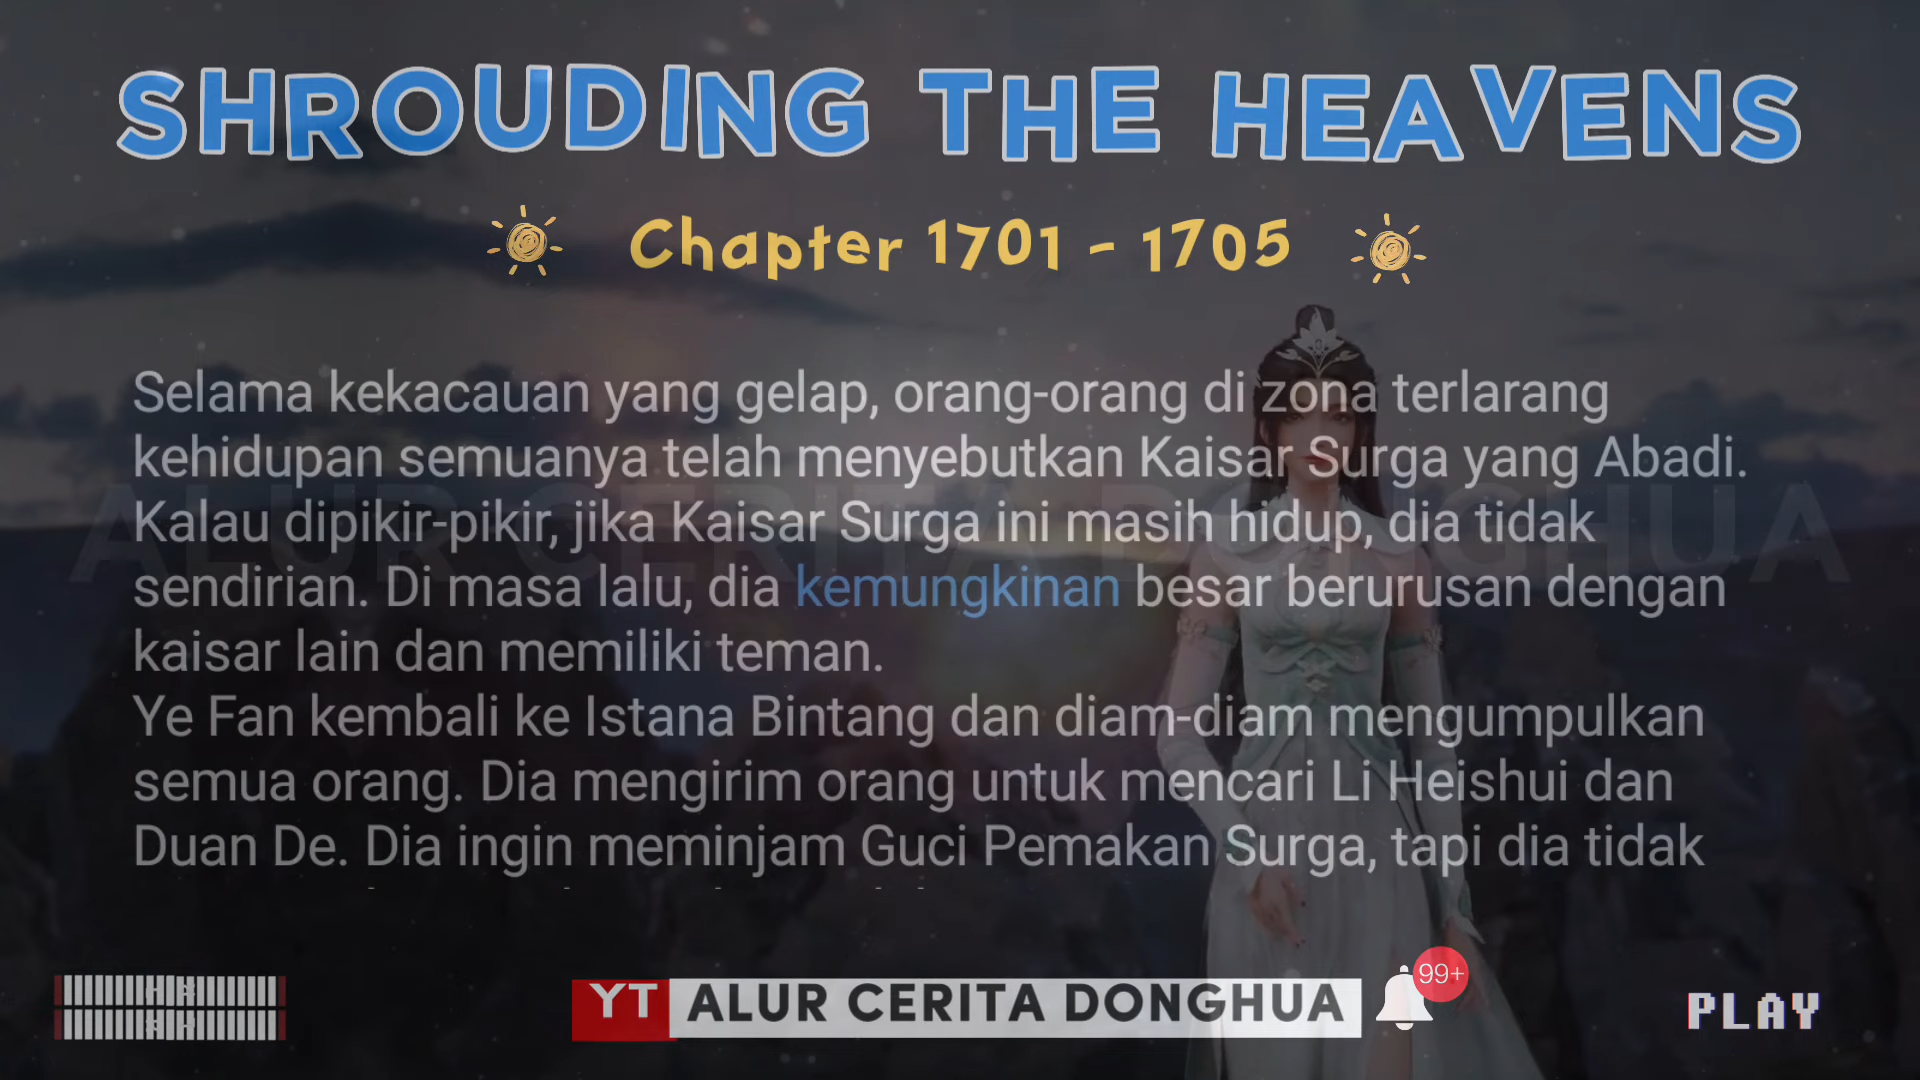 SHROUDING THE HEAVENS
Chapter 1701 - 1705
Selama kekacauan yang gelap, orang-orang di zona terlarang
kehidupan semuanya telah menyebutkan Kaisar Surga yang Abadi.
Kalau dipikir-pikir, jika Kaisar Surga ini masih hidup, dia tidak
sendirian. Di masa lalu, dia kemungkinan besar berurusan dengan
kaisar lain dan memiliki teman.
Ye Fan kembali ke Istana Bintang dan diam-diam mengumpulkan
semua orang. Dia mengirim orang untuk mencari Li Heishui dan
Duan De. Dia ingin meminjam Guci Pemakan Surga, tapi dia tidak
ALUR CERITA DONGHUA
YT ALUR CERITA DONGHUA
99+
PLAY